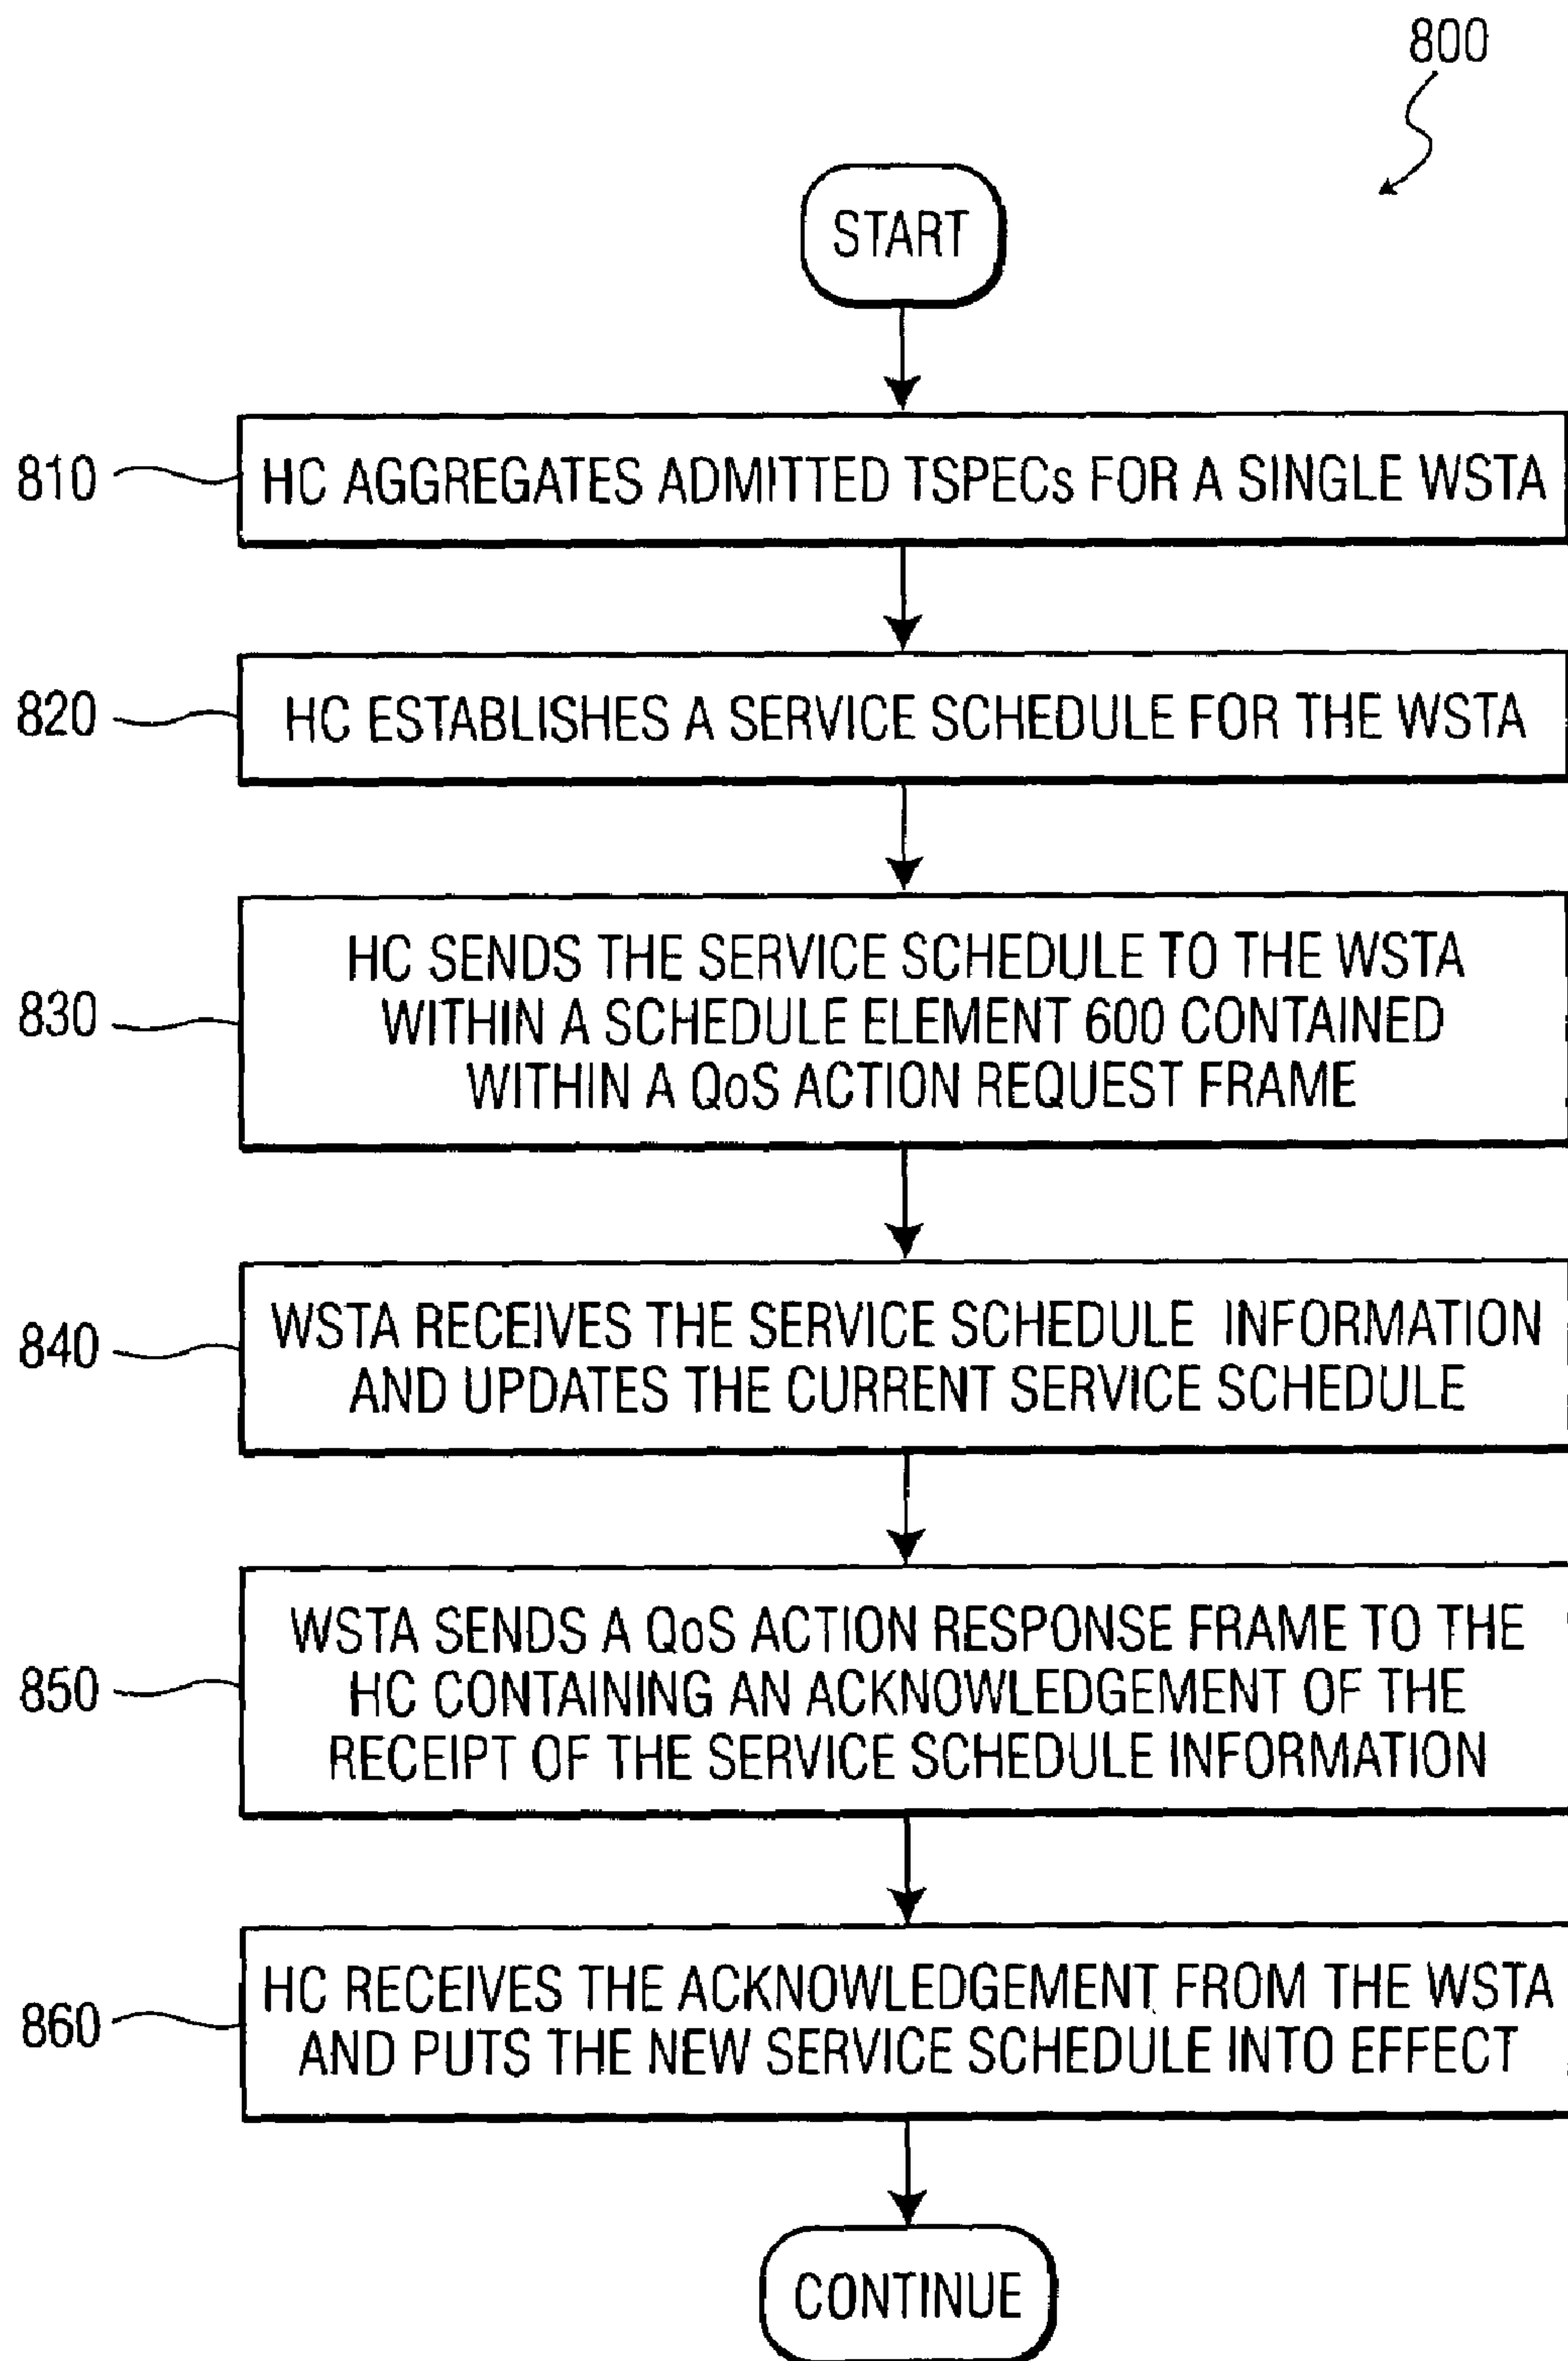 800
START
810
HC AGGREGATES ADMITTED TSPECs FOR A SINGLE WSTA
820
HC ESTABLISHES A SERVICE SCHEDULE FOR THE WSTA
830
HC SENDS THE SERVICE SCHEDULE TO THE WSTA
WITHIN A SCHEDULE ELEMENT 600 CONTAINED
WITHIN A QoS ACTION REQUEST FRAME
840
WSTA RECEIVES THE SERVICE SCHEDULE INFORMATION
AND UPDATES THE CURRENT SERVICE SCHEDULE
850
WSTA SENDS A QoS ACTION RESPONSE FRAME TO THE
HC CONTAINING AN ACKNOWLEDGEMENT OF THE
RECEIPT OF THE SERVICE SCHEDULE INFORMATION
860
HC RECEIVES THE ACKNOWLEDGEMENT FROM THE WSTA
AND PUTS THE NEW SERVICE SCHEDULE INTO EFFECT
CONTINUE